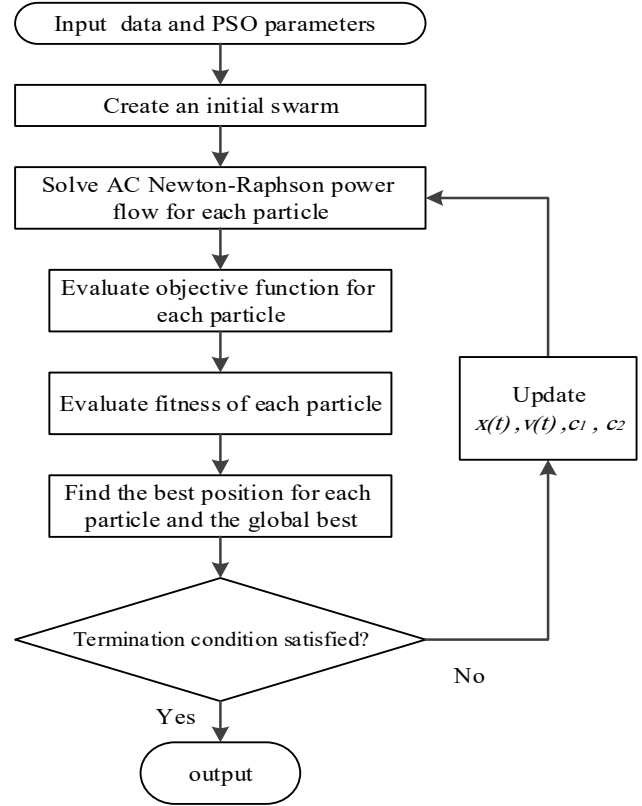 Input data and PSO parameters
Create an initial swarm
Solve AC Newton-Raphson power
flow for each particle
Evaluate objective function for
each particle
Evaluate fitness of each particle
Find the best position for each
particle and the global best
Update
x(t),v(t),c1, c2
Termination condition satisfied?
No
Yes
output